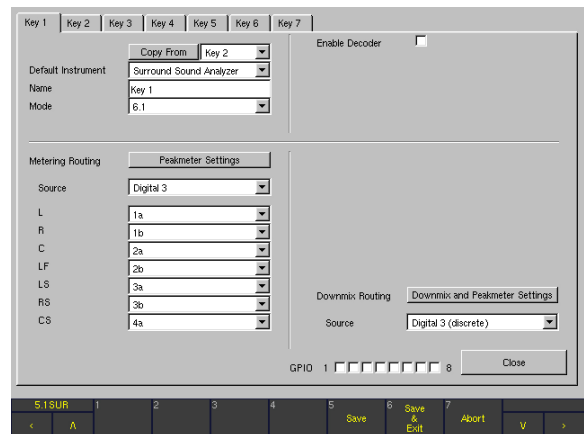 Key 1 Key 2 Key 3 Key 4 Key 5 Key 6 Key 7
Copy From Key 2
Enable Decoder
Default Instrument Surround Sound Analyzer
Name Key 1
Mode 6.1
Metering Routing Peakmeter Settings
Source Digital 3
L 1a
R 1b
C 2a
LF 2b
LS 3a
RS 3b
CS 4a
Downmix Routing Downmix and Peakmeter Settings
Source Digital 3 (discrete)
GPIO 1 8 Close
5.1SUR 1 2 3 4 5 6 7
Save Save & Exit Abort
< Λ V >